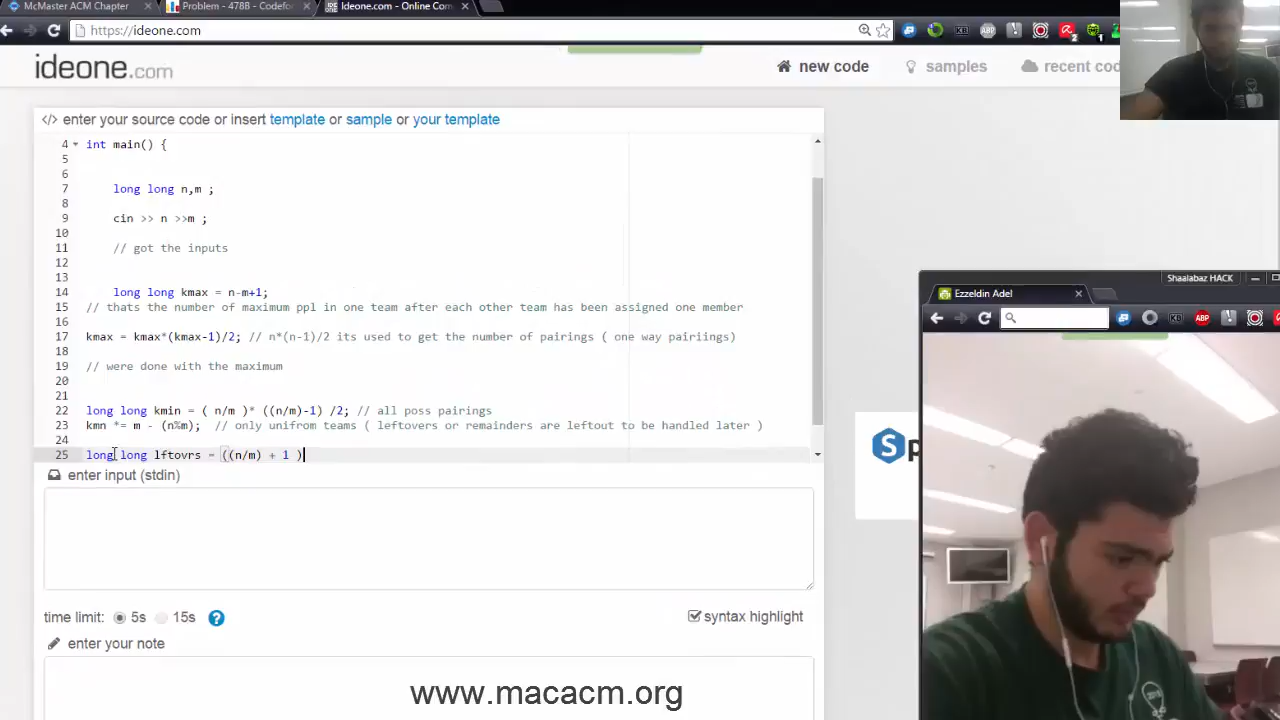 McMaster ACM Chapter
Problem - 478B - Codefor
Ideone.com - Online Com
https://ideone.com
ideone.com
new code
samples
recent cod
</> enter your source code or insert template or sample or your template
4 int main() {
5
6
7 long long n,m ;
8
9 cin >> n >>m ;
10
11 // got the inputs
12
13
14 long long kmax = n-m+1;
15 // thats the number of maximum ppl in one team after each other team has been assigned one member
16
17 kmax = kmax*(kmax-1)/2; // n*(n-1)/2 its used to get the number of pairings ( one way pairiings)
18
19 // were done with the maximum
20
21
22 long long kmin = ( n/m )* ((n/m)-1) /2; // all poss pairings
23 kmn *= m - (n%m); // only unifrom teams ( leftovers or remainders are leftout to be handled later )
24
25 long long lftovrs = ((n/m) + 1 )
enter input (stdin)
time limit: 5s 15s ?
syntax highlight
enter your note
Shaalabaz HACK
Ezzeldin Adel
ABP
S
www.macacm.org